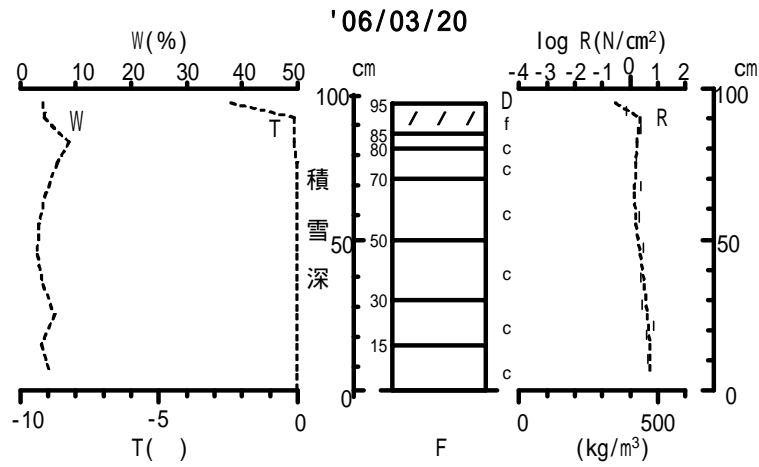 '06/03/20
W(%)
0 10 20 30 40 50
W
T
積雪深
-10 -5 0
T( )
cm
100
50
0
95
85
80
70
50
30
15
F
D
f
c
c
c
c
c
c
log R(N/cm²)
-4 -3 -2 -1 0 1 2
R
0 500
(kg/m³)
cm
100
50
0